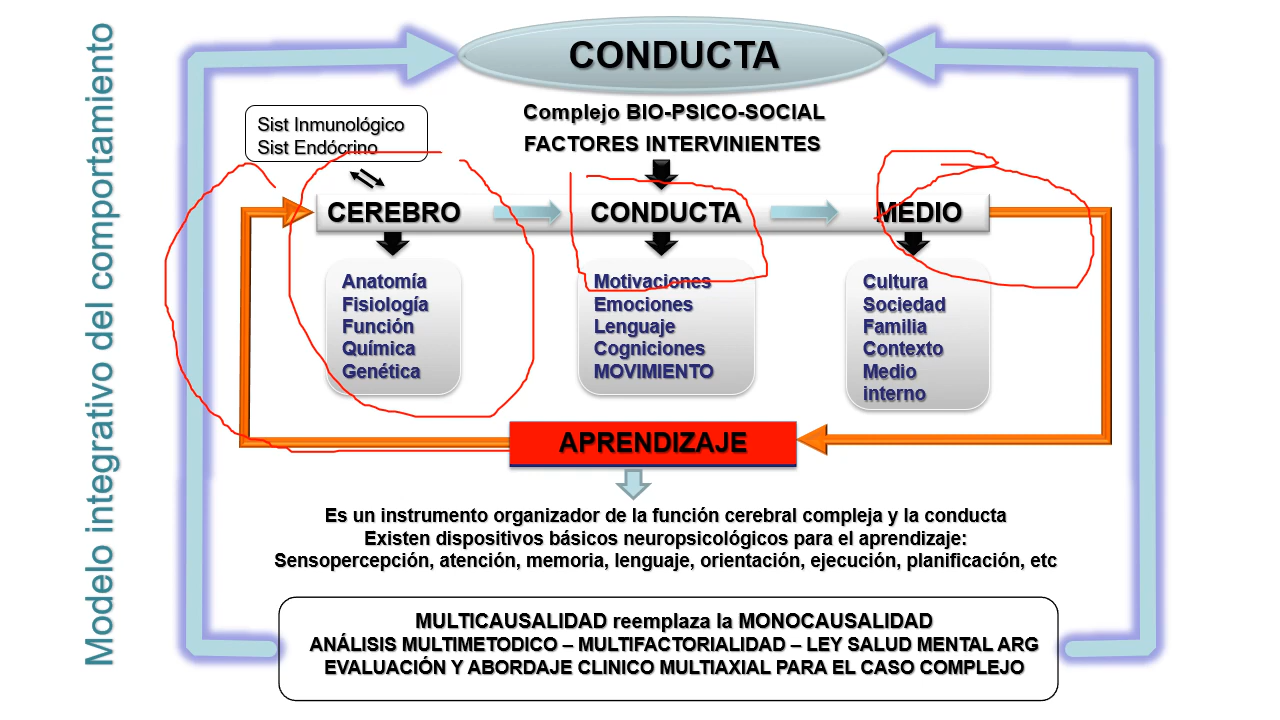 Modelo integrativo del comportamiento
CONDUCTA
Complejo BIO-PSICO-SOCIAL
FACTORES INTERVINIENTES
Sist Inmunológico
Sist Endócrino
CEREBRO
CONDUCTA
MEDIO
Anatomía
Fisiología
Función
Química
Genética
Motivaciones
Emociones
Lenguaje
Cogniciones
MOVIMIENTO
Cultura
Sociedad
Familia
Contexto
Medio
interno
APRENDIZAJE
Es un instrumento organizador de la función cerebral compleja y la conducta
Existen dispositivos básicos neuropsicológicos para el aprendizaje:
Sensopercepción, atención, memoria, lenguaje, orientación, ejecución, planificación, etc
MULTICAUSALIDAD reemplaza la MONOCAUSALIDAD
ANÁLISIS MULTIMETODICO – MULTIFACTORIALIDAD – LEY SALUD MENTAL ARG
EVALUACIÓN Y ABORDAJE CLINICO MULTIAXIAL PARA EL CASO COMPLEJO